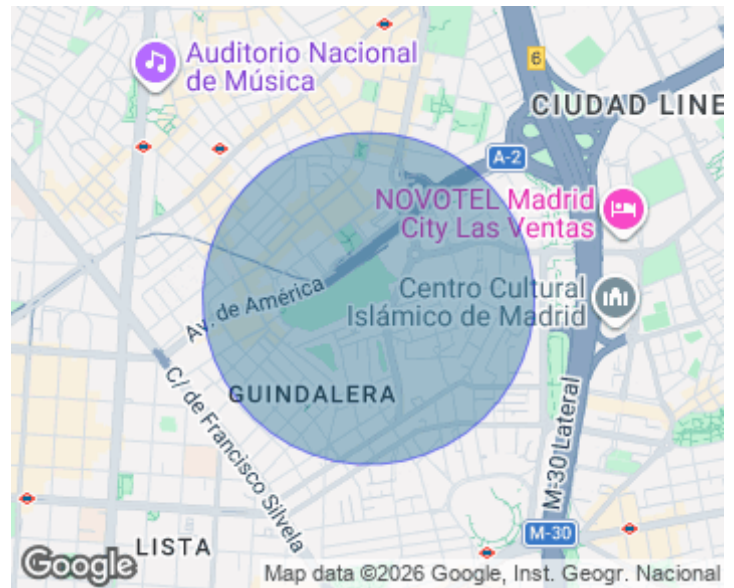 Auditorio Nacional
de Música
6
CIUDAD LINE
A-2
NOVOTEL Madrid
City Las Ventas
Av. de América
Centro Cultural
Islámico de Madrid
GUINDALERA
C/ de Francisco Silvela
M-30 Lateral
M-30
LISTA
Google
Map data ©2026 Google, Inst. Geogr. Nacional